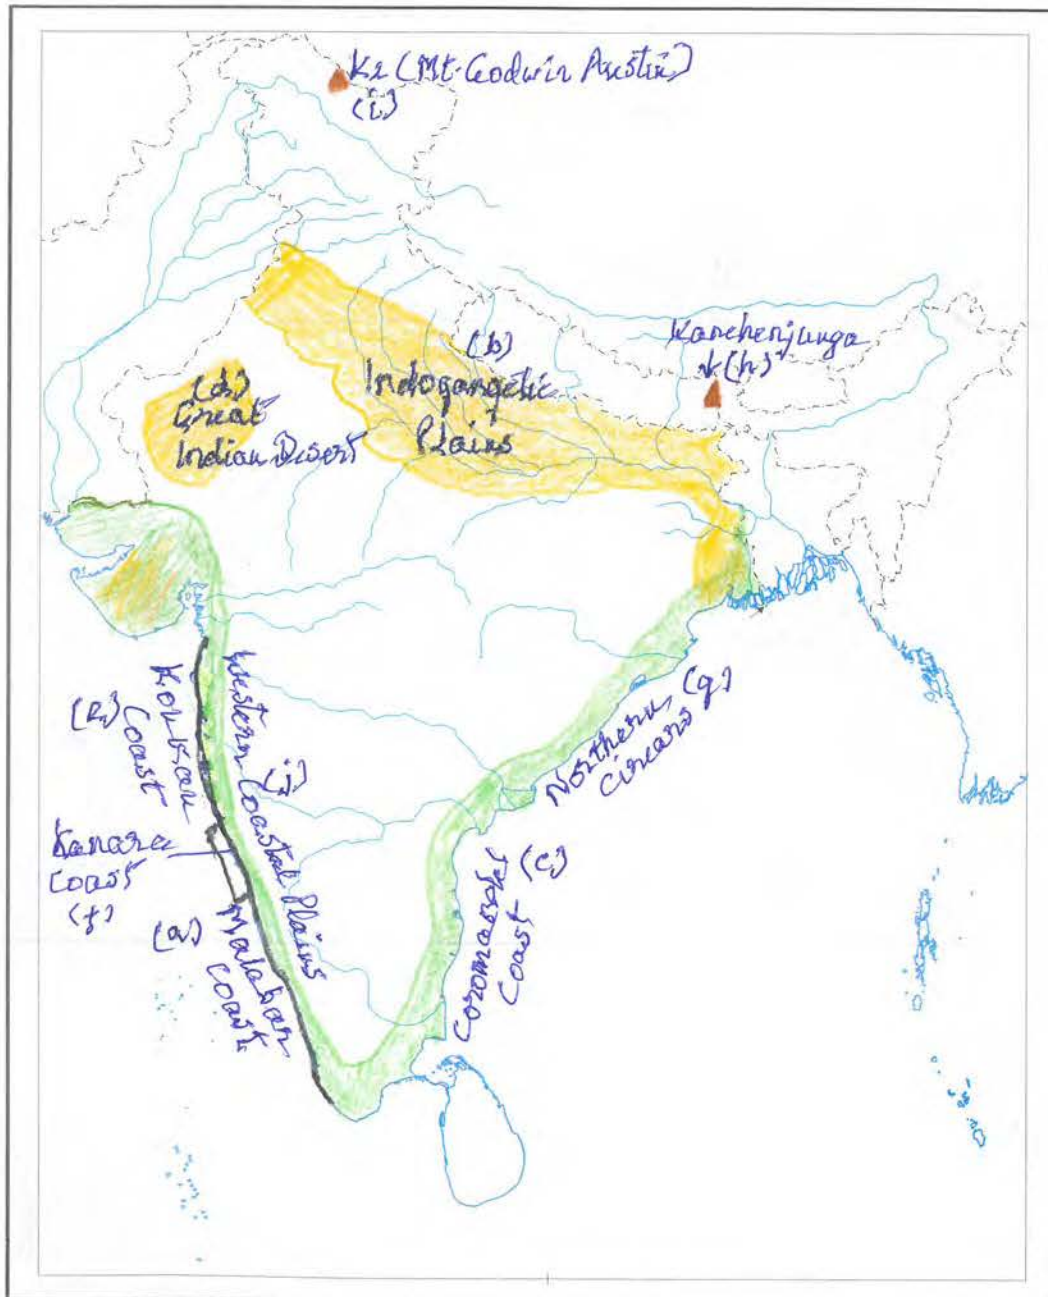 K2 (Mt. Godwin Austin)
(i)
Kanchenjunga
(h)
(b)
Indogangetic
Plains
(d)
Great
Indian Desert
(e) Konkan
Coast
Western Coastal Plains
(j)
Kanara
Coast
(f)
(a) Malabar
Coast
Northern (g)
Circars
Coromandel (c)
Coast